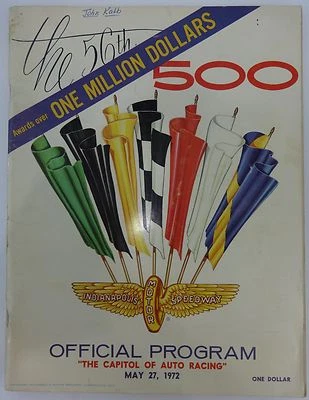 John Kalb
the 56th
500
Awards over ONE MILLION DOLLARS
INDIANAPOLIS MOTOR SPEEDWAY
OFFICIAL PROGRAM
"THE CAPITOL OF AUTO RACING"
MAY 27, 1972
ONE DOLLAR